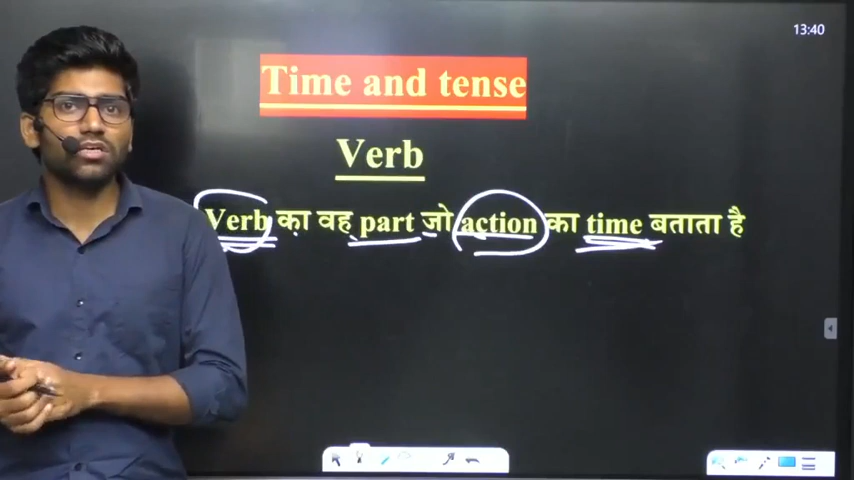 13:40
Time and tense
Verb
Verb का वह part जो action का time बताता है